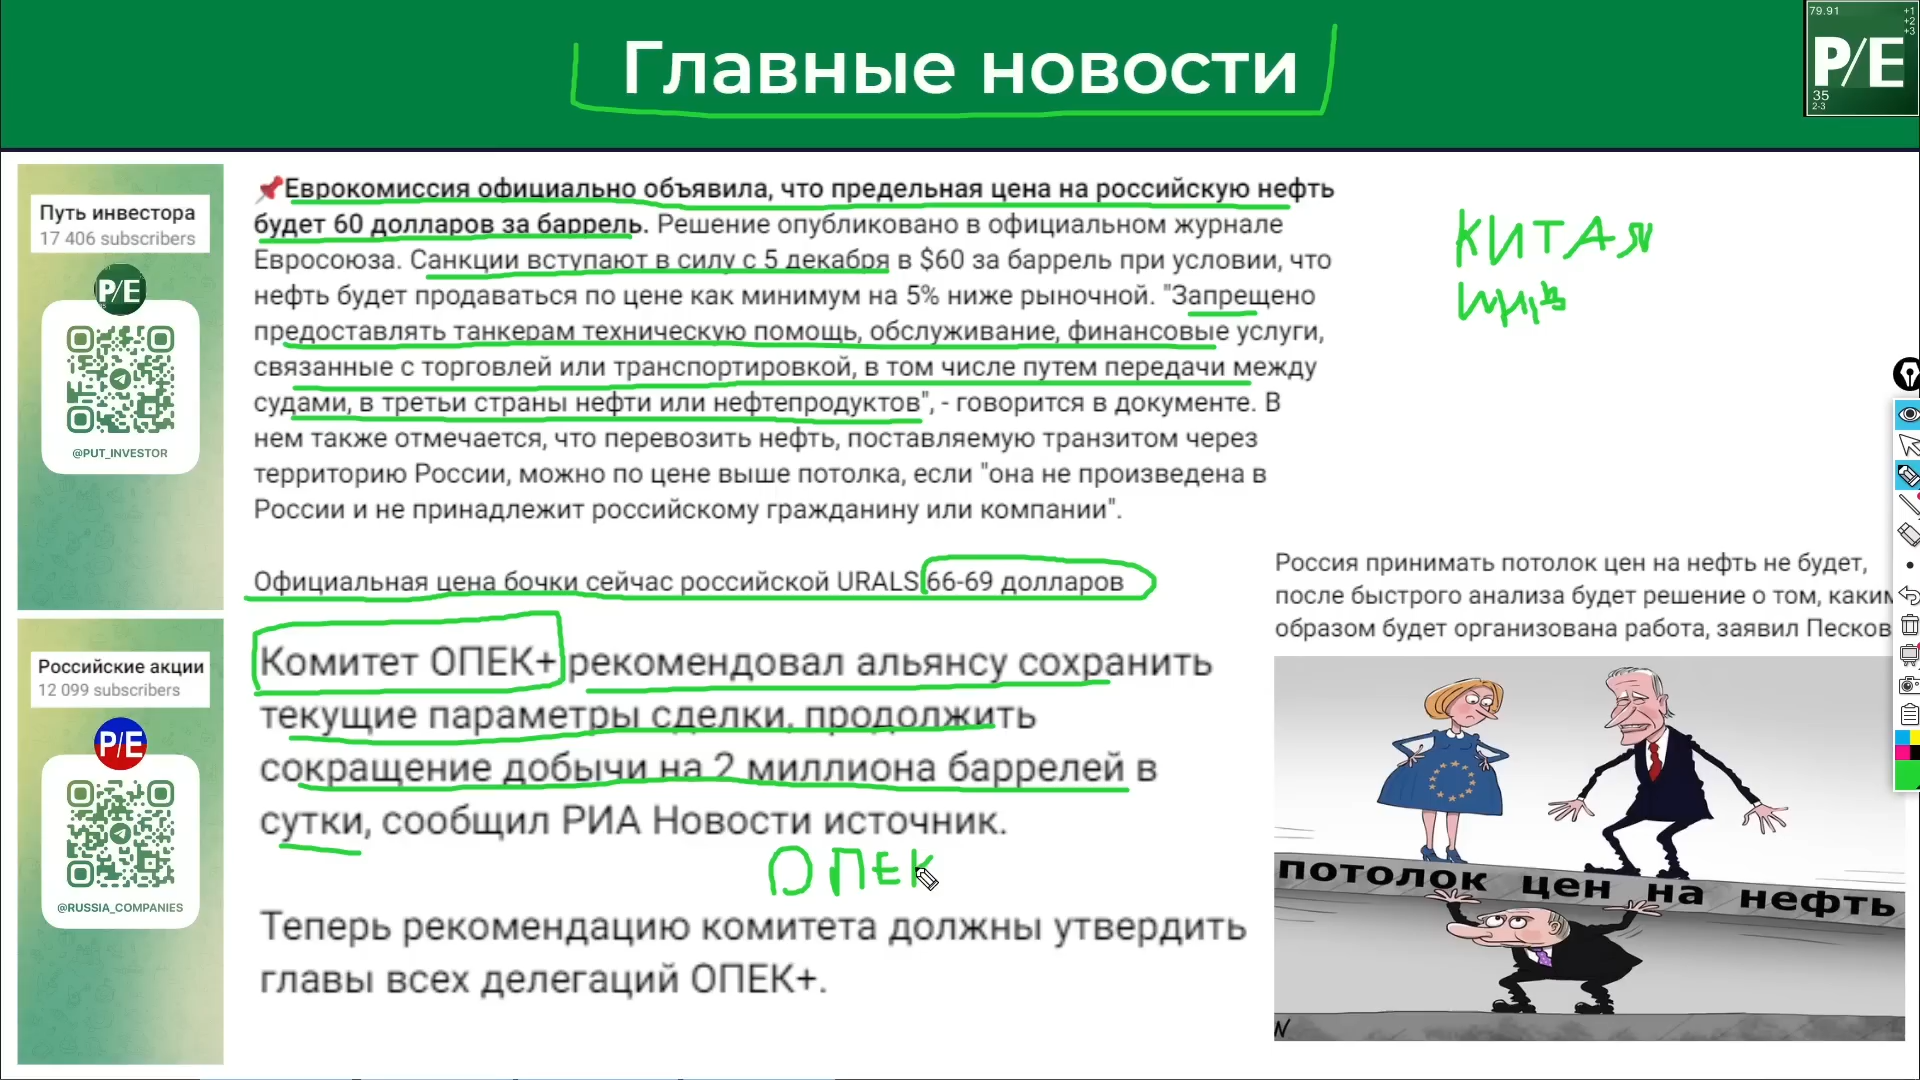 Главные новости
79.91
+1
+2
+3
P/E
35
2-3
Путь инвестора
17 406 subscribers
P/E
@PUT_INVESTOR
Российские акции
12 099 subscribers
P/E
@RUSSIA_COMPANIES
Еврокомиссия официально объявила, что предельная цена на российскую нефть
будет 60 долларов за баррель. Решение опубликовано в официальном журнале
Евросоюза. Санкции вступают в силу с 5 декабря в $60 за баррель при условии, что
нефть будет продаваться по цене как минимум на 5% ниже рыночной. "Запрещено
предоставлять танкерам техническую помощь, обслуживание, финансовые услуги,
связанные с торговлей или транспортировкой, в том числе путем передачи между
судами, в третьи страны нефти или нефтепродуктов", - говорится в документе. В
нем также отмечается, что перевозить нефть, поставляемую транзитом через
территорию России, можно по цене выше потолка, если "она не произведена в
России и не принадлежит российскому гражданину или компании".
Официальная цена бочки сейчас российской URALS 66-69 долларов
Комитет ОПЕК+ рекомендовал альянсу сохранить
текущие параметры сделки, продолжить
сокращение добычи на 2 миллиона баррелей в
сутки, сообщил РИА Новости источник.
ОПЕК
Теперь рекомендацию комитета должны утвердить
главы всех делегаций ОПЕК+.
КИТАЯ
Россия принимать потолок цен на нефть не будет,
после быстрого анализа будет решение о том, каким
образом будет организована работа, заявил Песков
потолок цен на нефть